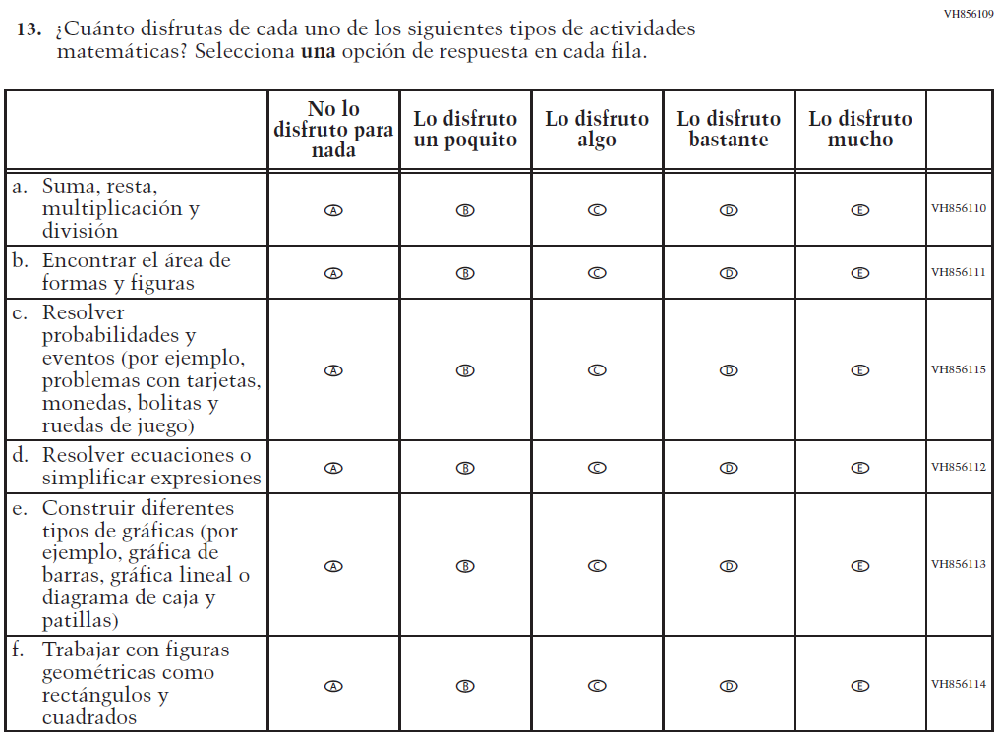 VH856109
13. ¿Cuánto disfrutas de cada uno de los siguientes tipos de actividades
matemáticas? Selecciona una opción de respuesta en cada fila.
No lo
disfruto para
nada
Lo disfruto
un poquito
Lo disfruto
algo
Lo disfruto
bastante
Lo disfruto
mucho
a. Suma, resta,
multiplicación y
división
A B C D E VH856110
b. Encontrar el área de
formas y figuras
A B C D E VH856111
c. Resolver
probabilidades y
eventos (por ejemplo,
problemas con tarjetas,
monedas, bolitas y
ruedas de juego)
A B C D E VH856115
d. Resolver ecuaciones o
simplificar expresiones
A B C D E VH856112
e. Construir diferentes
tipos de gráficas (por
ejemplo, gráfica de
barras, gráfica lineal o
diagrama de caja y
patillas)
A B C D E VH856113
f. Trabajar con figuras
geométricas como
rectángulos y
cuadrados
A B C D E VH856114